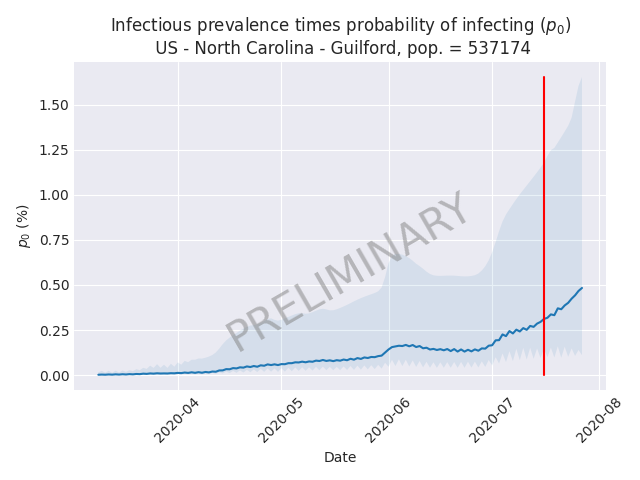 Infectious prevalence times probability of infecting (p₀)
US - North Carolina - Guilford, pop. = 537174
1.50
1.25
1.00
0.75
0.50
0.25
0.00
p₀ (%)
PRELIMINARY
2020-04
2020-05
2020-06
2020-07
2020-08
Date